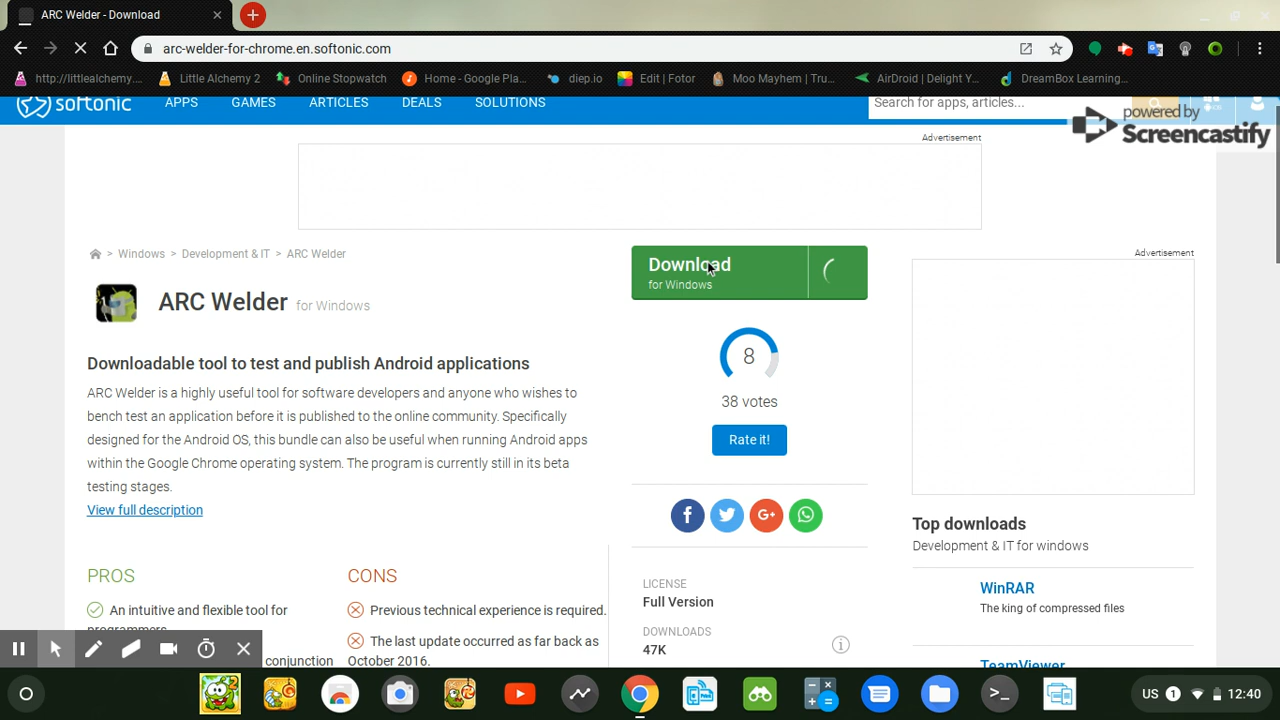 ARC Welder - Download
arc-welder-for-chrome.en.softonic.com
http://littlealchemy....
Little Alchemy 2
Online Stopwatch
Home - Google Pla...
diep.io
Edit | Fotor
Moo Mayhem | Tru...
AirDroid | Delight Y...
DreamBox Learning...
softonic
APPS
GAMES
ARTICLES
DEALS
SOLUTIONS
Search for apps, articles...
powered by
Screencastify
Advertisement
> Windows > Development & IT > ARC Welder
Download
for Windows
Advertisement
ARC Welder for Windows
8
38 votes
Rate it!
Downloadable tool to test and publish Android applications
ARC Welder is a highly useful tool for software developers and anyone who wishes to
bench test an application before it is published to the online community. Specifically
designed for the Android OS, this bundle can also be useful when running Android apps
within the Google Chrome operating system. The program is currently still in its beta
testing stages.
View full description
PROS
An intuitive and flexible tool for
programmers
conjunction
CONS
Previous technical experience is required.
The last update occurred as far back as
October 2016.
LICENSE
Full Version
DOWNLOADS
47K
Top downloads
Development & IT for windows
WinRAR
The king of compressed files
TeamViewer
US 1 12:40